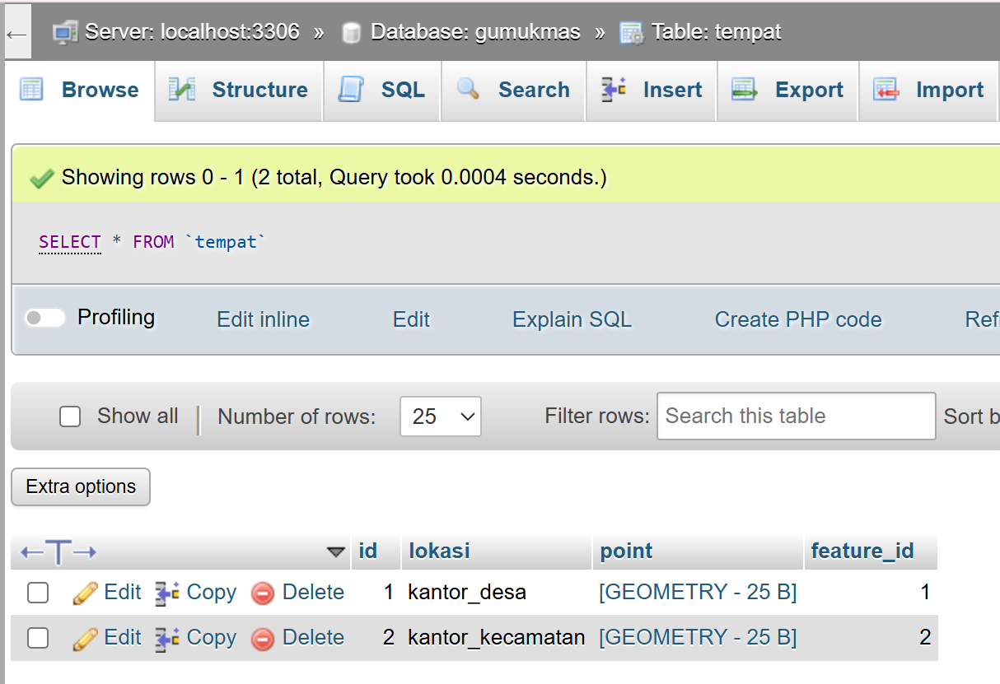 ← Server: localhost:3306 » Database: gumukmas » Table: tempat
Browse Structure SQL Search Insert Export Import
Showing rows 0 - 1 (2 total, Query took 0.0004 seconds.)
SELECT * FROM `tempat`
Profiling Edit inline Edit Explain SQL Create PHP code Ref
Show all | Number of rows: 25 Filter rows: Search this table Sort b
Extra options
←T→ id lokasi point feature_id
Edit Copy Delete 1 kantor_desa [GEOMETRY - 25 B] 1
Edit Copy Delete 2 kantor_kecamatan [GEOMETRY - 25 B] 2